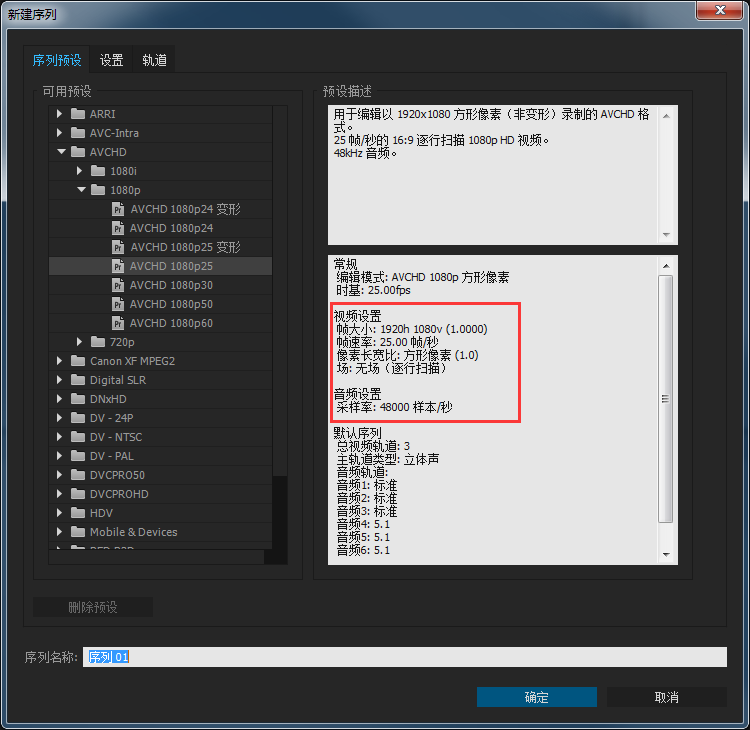 新建序列
序列预设 设置 轨道
可用预设
ARRI
AVC-Intra
AVCHD
1080i
1080p
AVCHD 1080p24 变形
AVCHD 1080p24
AVCHD 1080p25 变形
AVCHD 1080p25
AVCHD 1080p30
AVCHD 1080p50
AVCHD 1080p60
720p
Canon XF MPEG2
Digital SLR
DNxHD
DV - 24P
DV - NTSC
DV - PAL
DVCPRO50
DVCPROHD
HDV
Mobile & Devices
预设描述
用于编辑以 1920x1080 方形像素（非变形）录制的 AVCHD 格
式。
25 帧/秒的 16:9 逐行扫描 1080p HD 视频。
48kHz 音频。
常规
编辑模式: AVCHD 1080p 方形像素
时基: 25.00fps
视频设置
帧大小: 1920h 1080v (1.0000)
帧速率: 25.00 帧/秒
像素长宽比: 方形像素 (1.0)
场: 无场（逐行扫描）
音频设置
采样率: 48000 样本/秒
默认序列
总视频轨道: 3
主轨道类型: 立体声
音频轨道:
音频1: 标准
音频2: 标准
音频3: 标准
音频4: 5.1
音频5: 5.1
音频6: 5.1
删除预设
序列名称: 序列 01
确定 取消